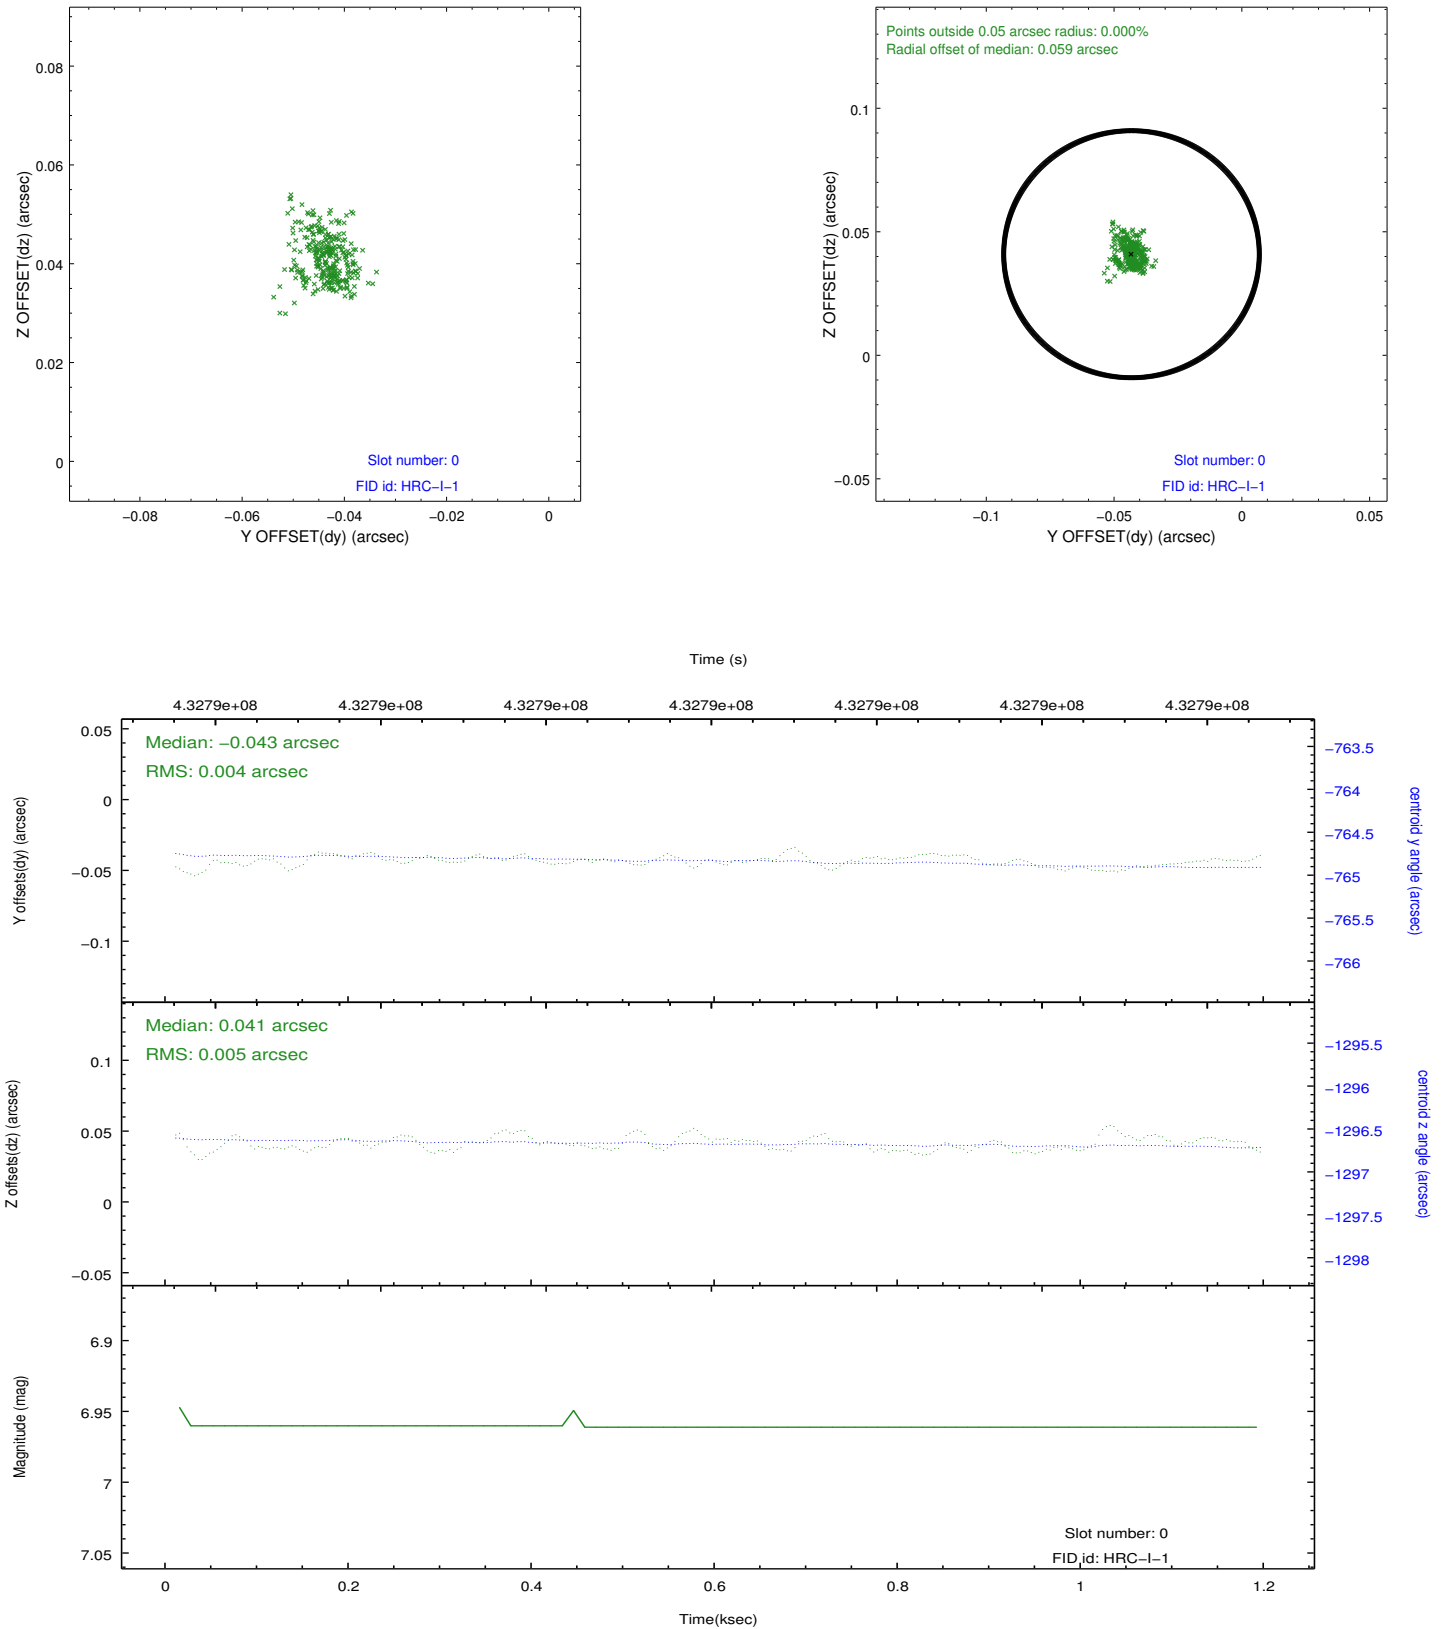 0.08
0.06
0.04
0.02
0
Z OFFSET(dz) (arcsec)
Slot number: 0
FID id: HRC−I−1
−0.08 −0.06 −0.04 −0.02 0
Y OFFSET(dy) (arcsec)
Points outside 0.05 arcsec radius: 0.000%
Radial offset of median: 0.059 arcsec
0.1
0.05
0
−0.05
Z OFFSET(dz) (arcsec)
Slot number: 0
FID id: HRC−I−1
−0.1 −0.05 0 0.05
Y OFFSET(dy) (arcsec)
Time (s)
4.3279e+08 4.3279e+08 4.3279e+08 4.3279e+08 4.3279e+08 4.3279e+08 4.3279e+08
Median: −0.043 arcsec
RMS: 0.004 arcsec
0.05
0
−0.05
−0.1
Y offsets(dy) (arcsec)
−763.5
−764
−764.5
−765
−765.5
−766
centroid y angle (arcsec)
Median: 0.041 arcsec
RMS: 0.005 arcsec
0.1
0.05
0
−0.05
Z offsets(dz) (arcsec)
−1295.5
−1296
−1296.5
−1297
−1297.5
−1298
centroid z angle (arcsec)
6.9
6.95
7
7.05
Magnitude (mag)
Slot number: 0
FID id: HRC−I−1
0 0.2 0.4 0.6 0.8 1 1.2
Time(ksec)